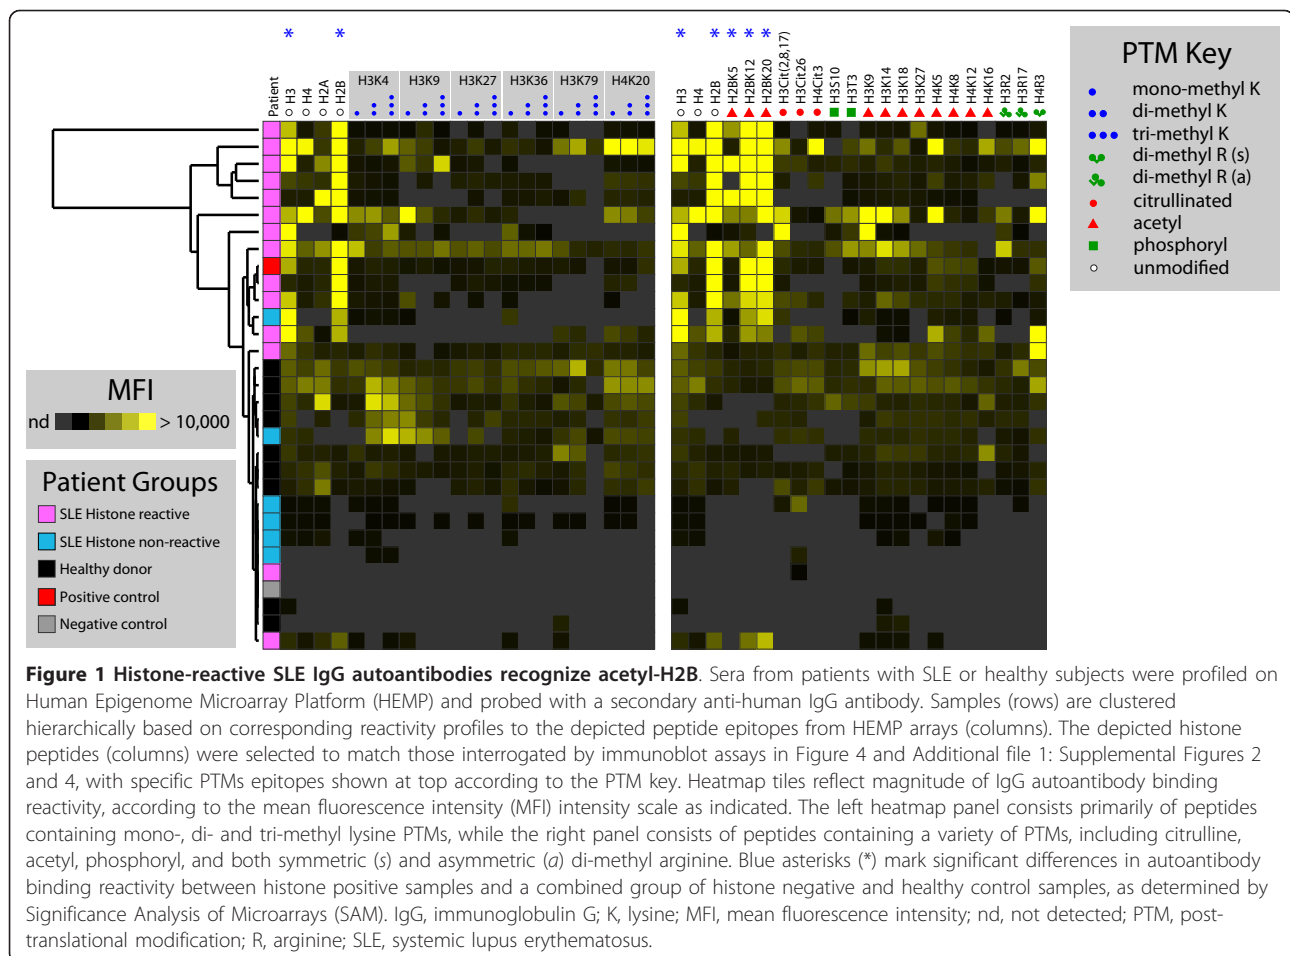 * * * * * * *
Patient H3 H4 H2A H2B H3K4 H3K9 H3K27 H3K36 H3K79 H4K20
H3 H4 H2B H2BK5 H2BK12 H2BK20 H3Cit(2,8,17) H3Cit26 H4Cit3 H3S10 H3T3 H3K9 H3K14 H3K18 H3K27 H4K5 H4K8 H4K12 H4K16 H3R2 H3R17 H4R3
PTM Key
mono-methyl K
di-methyl K
tri-methyl K
di-methyl R (s)
di-methyl R (a)
citrullinated
acetyl
phosphoryl
unmodified
MFI
nd > 10,000
Patient Groups
SLE Histone reactive
SLE Histone non-reactive
Healthy donor
Positive control
Negative control
Figure 1 Histone-reactive SLE IgG autoantibodies recognize acetyl-H2B. Sera from patients with SLE or healthy subjects were profiled on
Human Epigenome Microarray Platform (HEMP) and probed with a secondary anti-human IgG antibody. Samples (rows) are clustered
hierarchically based on corresponding reactivity profiles to the depicted peptide epitopes from HEMP arrays (columns). The depicted histone
peptides (columns) were selected to match those interrogated by immunoblot assays in Figure 4 and Additional file 1: Supplemental Figures 2
and 4, with specific PTMs epitopes shown at top according to the PTM key. Heatmap tiles reflect magnitude of IgG autoantibody binding
reactivity, according to the mean fluorescence intensity (MFI) intensity scale as indicated. The left heatmap panel consists primarily of peptides
containing mono-, di- and tri-methyl lysine PTMs, while the right panel consists of peptides containing a variety of PTMs, including citrulline,
acetyl, phosphoryl, and both symmetric (s) and asymmetric (a) di-methyl arginine. Blue asterisks (*) mark significant differences in autoantibody
binding reactivity between histone positive samples and a combined group of histone negative and healthy control samples, as determined by
Significance Analysis of Microarrays (SAM). IgG, immunoglobulin G; K, lysine; MFI, mean fluorescence intensity; nd, not detected; PTM, post-
translational modification; R, arginine; SLE, systemic lupus erythematosus.